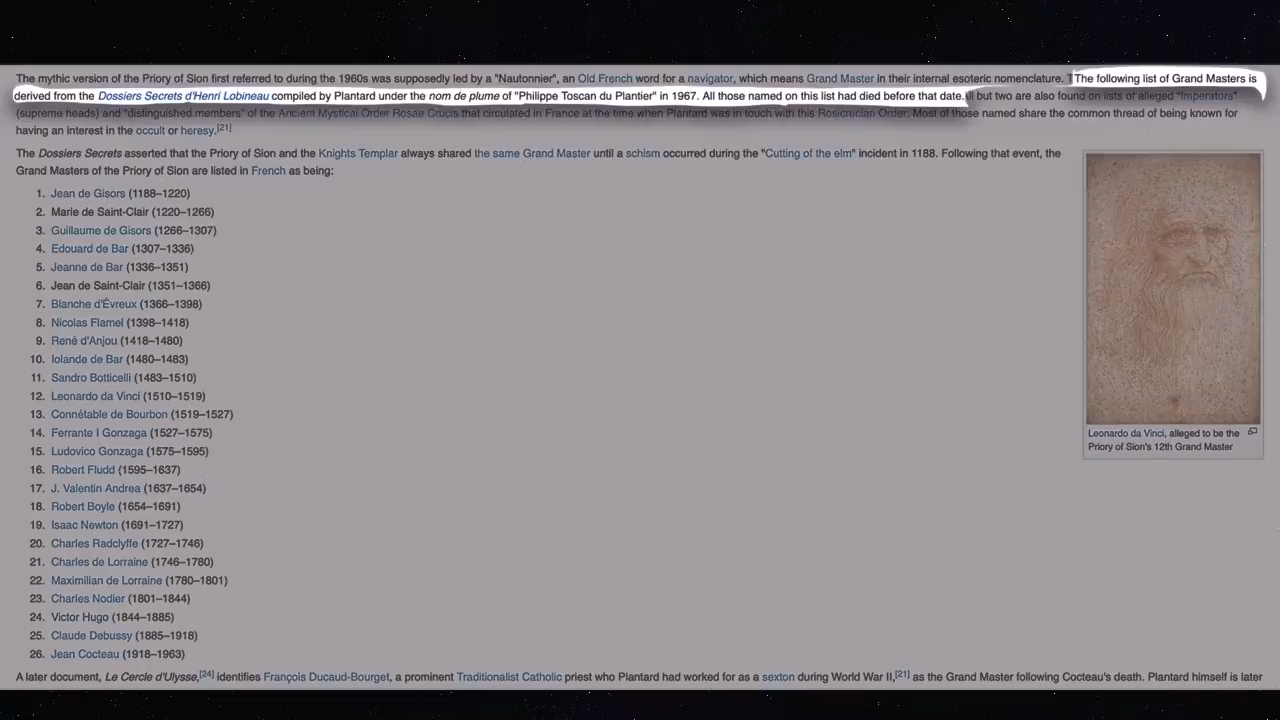 The mythic version of the Priory of Sion first referred to during the 1960s was supposedly led by a "Nautonnier", an Old French word for a navigator, which means Grand Master in their internal esoteric nomenclature. The following list of Grand Masters is
derived from the Dossiers Secrets d'Henri Lobineau compiled by Plantard under the nom de plume of "Philippe Toscan du Plantier" in 1967. All those named on this list had died before that date. ll but two are also found on lists of alleged "Imperators"
(supreme heads) and "distinguished members" of the Ancient Mystical Order Rosae Crucis that circulated in France at the time when Plantard was in touch with this Rosicrucian Order. Most of those named share the common thread of being known for
having an interest in the occult or heresy.[21]
The Dossiers Secrets asserted that the Priory of Sion and the Knights Templar always shared the same Grand Master until a schism occurred during the "Cutting of the elm" incident in 1188. Following that event, the
Grand Masters of the Priory of Sion are listed in French as being:
1. Jean de Gisors (1188–1220)
2. Marie de Saint-Clair (1220–1266)
3. Guillaume de Gisors (1266–1307)
4. Edouard de Bar (1307–1336)
5. Jeanne de Bar (1336–1351)
6. Jean de Saint-Clair (1351–1366)
7. Blanche d'Évreux (1366–1398)
8. Nicolas Flamel (1398–1418)
9. René d'Anjou (1418–1480)
10. Iolande de Bar (1480–1483)
11. Sandro Botticelli (1483–1510)
12. Leonardo da Vinci (1510–1519)
13. Connétable de Bourbon (1519–1527)
14. Ferrante I Gonzaga (1527–1575)
15. Ludovico Gonzaga (1575–1595)
16. Robert Fludd (1595–1637)
17. J. Valentin Andrea (1637–1654)
18. Robert Boyle (1654–1691)
19. Isaac Newton (1691–1727)
20. Charles Radclyffe (1727–1746)
21. Charles de Lorraine (1746–1780)
22. Maximilian de Lorraine (1780–1801)
23. Charles Nodier (1801–1844)
24. Victor Hugo (1844–1885)
25. Claude Debussy (1885–1918)
26. Jean Cocteau (1918–1963)
Leonardo da Vinci, alleged to be the
Priory of Sion's 12th Grand Master
A later document, Le Cercle d'Ulysse,[24] identifies François Ducaud-Bourget, a prominent Traditionalist Catholic priest who Plantard had worked for as a sexton during World War II,[21] as the Grand Master following Cocteau's death. Plantard himself is later